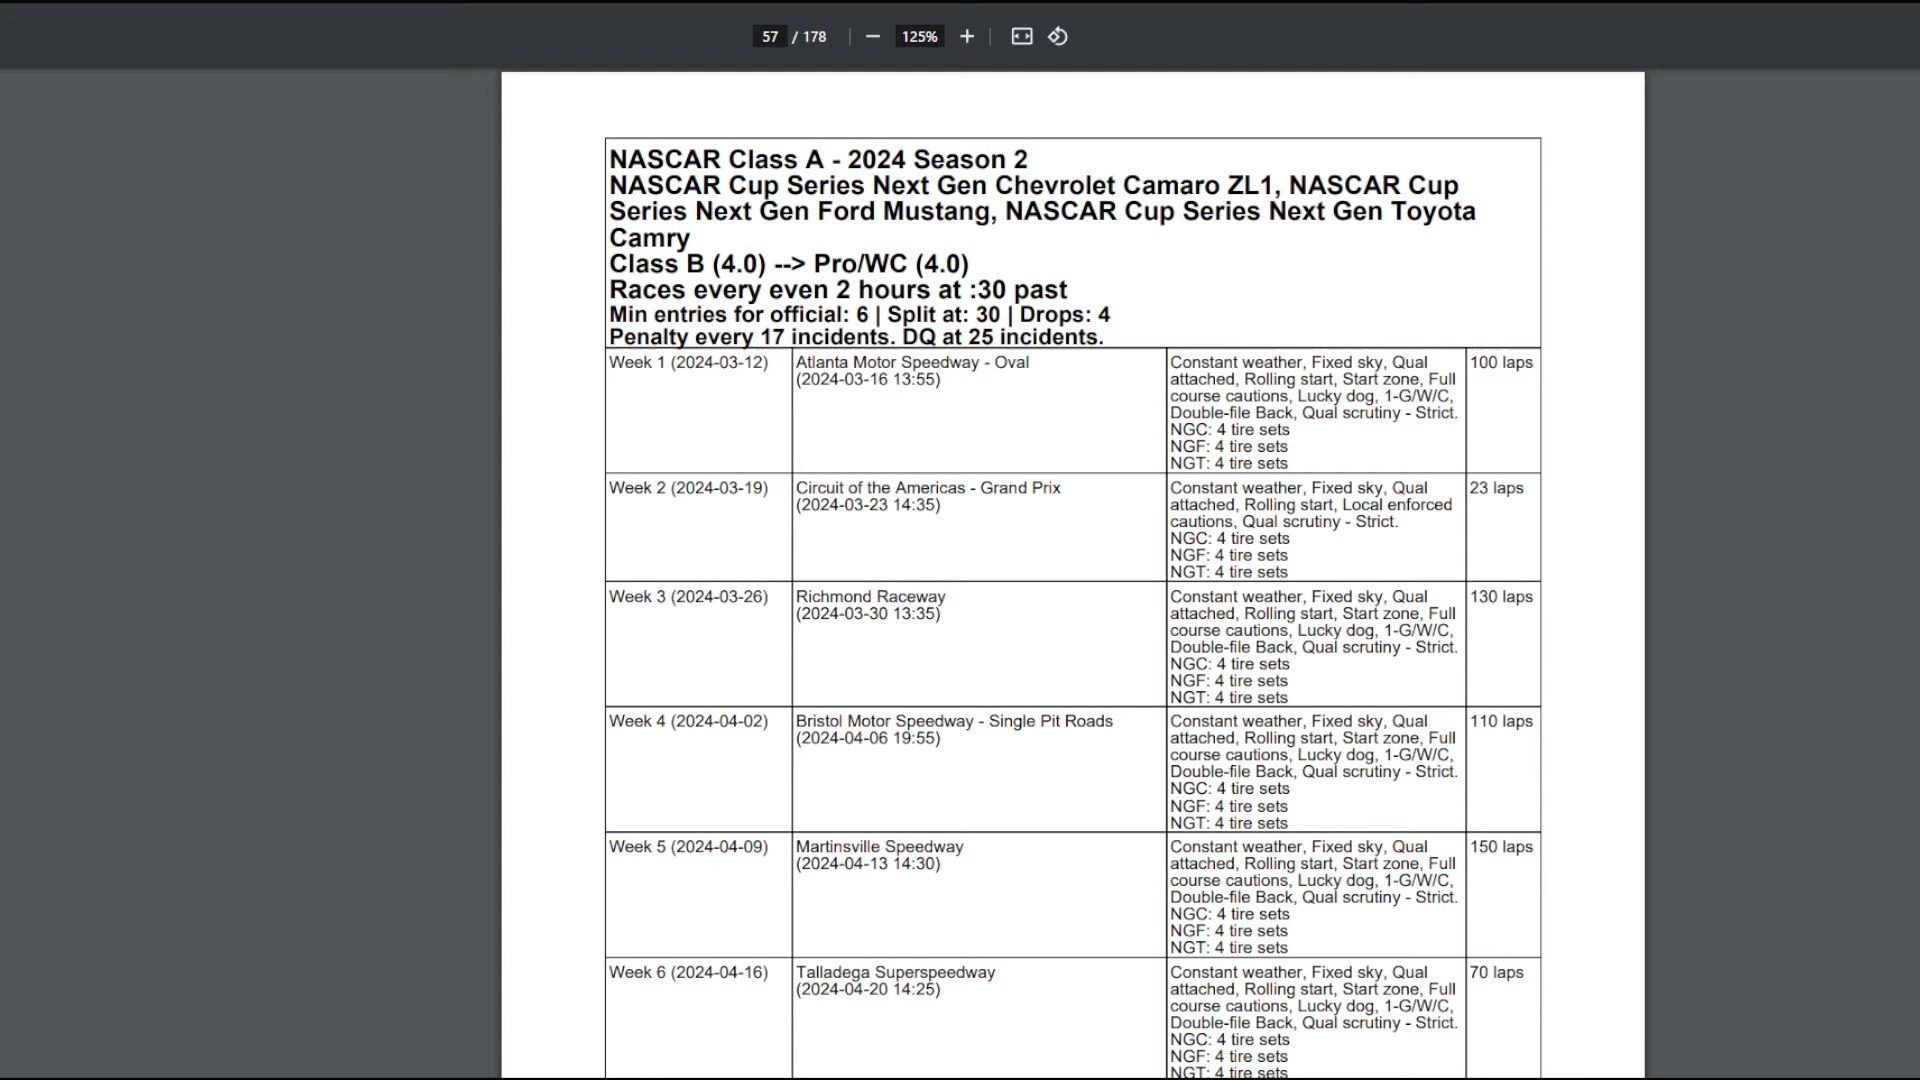 57 / 178 125%
NASCAR Class A - 2024 Season 2
NASCAR Cup Series Next Gen Chevrolet Camaro ZL1, NASCAR Cup
Series Next Gen Ford Mustang, NASCAR Cup Series Next Gen Toyota
Camry
Class B (4.0) --> Pro/WC (4.0)
Races every even 2 hours at :30 past
Min entries for official: 6 | Split at: 30 | Drops: 4
Penalty every 17 incidents. DQ at 25 incidents.
Week 1 (2024-03-12)
Atlanta Motor Speedway - Oval
(2024-03-16 13:55)
Constant weather, Fixed sky, Qual
attached, Rolling start, Start zone, Full
course cautions, Lucky dog, 1-G/W/C,
Double-file Back, Qual scrutiny - Strict.
NGC: 4 tire sets
NGF: 4 tire sets
NGT: 4 tire sets
100 laps
Week 2 (2024-03-19)
Circuit of the Americas - Grand Prix
(2024-03-23 14:35)
Constant weather, Fixed sky, Qual
attached, Rolling start, Local enforced
cautions, Qual scrutiny - Strict.
NGC: 4 tire sets
NGF: 4 tire sets
NGT: 4 tire sets
23 laps
Week 3 (2024-03-26)
Richmond Raceway
(2024-03-30 13:35)
Constant weather, Fixed sky, Qual
attached, Rolling start, Start zone, Full
course cautions, Lucky dog, 1-G/W/C,
Double-file Back, Qual scrutiny - Strict.
NGC: 4 tire sets
NGF: 4 tire sets
NGT: 4 tire sets
130 laps
Week 4 (2024-04-02)
Bristol Motor Speedway - Single Pit Roads
(2024-04-06 19:55)
Constant weather, Fixed sky, Qual
attached, Rolling start, Start zone, Full
course cautions, Lucky dog, 1-G/W/C,
Double-file Back, Qual scrutiny - Strict.
NGC: 4 tire sets
NGF: 4 tire sets
NGT: 4 tire sets
110 laps
Week 5 (2024-04-09)
Martinsville Speedway
(2024-04-13 14:30)
Constant weather, Fixed sky, Qual
attached, Rolling start, Start zone, Full
course cautions, Lucky dog, 1-G/W/C,
Double-file Back, Qual scrutiny - Strict.
NGC: 4 tire sets
NGF: 4 tire sets
NGT: 4 tire sets
150 laps
Week 6 (2024-04-16)
Talladega Superspeedway
(2024-04-20 14:25)
Constant weather, Fixed sky, Qual
attached, Rolling start, Start zone, Full
course cautions, Lucky dog, 1-G/W/C,
Double-file Back, Qual scrutiny - Strict.
NGC: 4 tire sets
NGF: 4 tire sets
NGT: 4 tire sets
70 laps